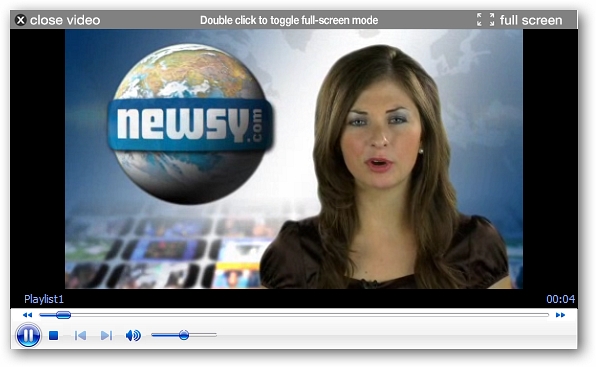 close video Double click to toggle full-screen mode full screen
newsy.com
Playlist1 00:04